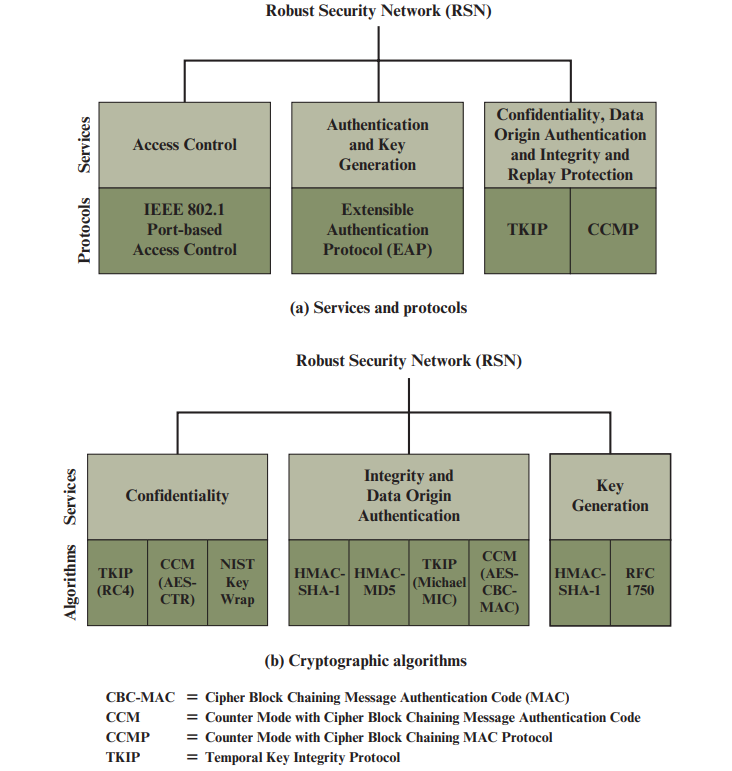 Robust Security Network (RSN)
Services
Access Control
Authentication
and Key
Generation
Confidentiality, Data
Origin Authentication
and Integrity and
Replay Protection
Protocols
IEEE 802.1
Port-based
Access Control
Extensible
Authentication
Protocol (EAP)
TKIP
CCMP
(a) Services and protocols
Robust Security Network (RSN)
Services
Confidentiality
Integrity and
Data Origin
Authentication
Key
Generation
Algorithms
TKIP
(RC4)
CCM
(AES-
CTR)
NIST
Key
Wrap
HMAC-
SHA-1
HMAC-
MD5
TKIP
(Michael
MIC)
CCM
(AES-
CBC-
MAC)
HMAC-
SHA-1
RFC
1750
(b) Cryptographic algorithms
CBC-MAC = Cipher Block Chaining Message Authentication Code (MAC)
CCM = Counter Mode with Cipher Block Chaining Message Authentication Code
CCMP = Counter Mode with Cipher Block Chaining MAC Protocol
TKIP = Temporal Key Integrity Protocol